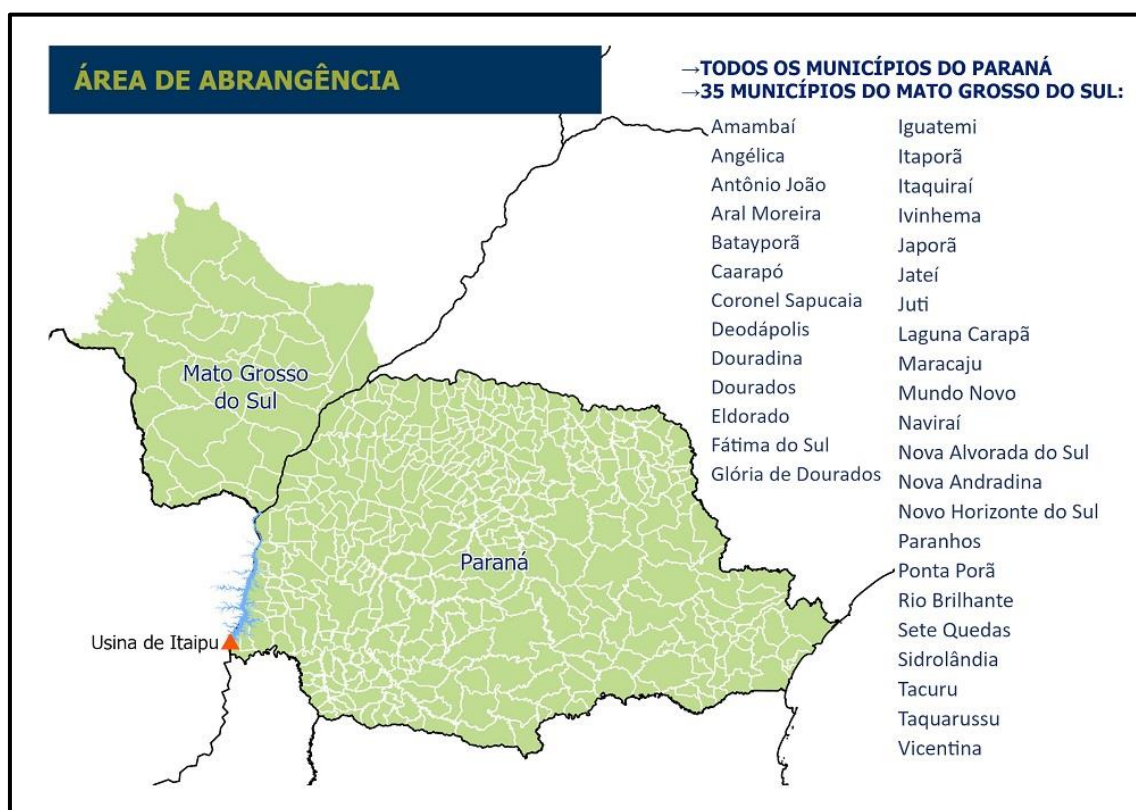 ÁREA DE ABRANGÊNCIA
→TODOS OS MUNICÍPIOS DO PARANÁ
→35 MUNICÍPIOS DO MATO GROSSO DO SUL:
Amambaí
Angélica
Antônio João
Aral Moreira
Batayporã
Caarapó
Coronel Sapucaia
Deodápolis
Douradina
Dourados
Eldorado
Fátima do Sul
Glória de Dourados
Iguatemi
Itaporã
Itaquiraí
Ivinhema
Japorã
Jateí
Juti
Laguna Carapã
Maracaju
Mundo Novo
Naviraí
Nova Alvorada do Sul
Nova Andradina
Novo Horizonte do Sul
Paranhos
Ponta Porã
Rio Brilhante
Sete Quedas
Sidrolândia
Tacuru
Taquarussu
Vicentina
Mato Grosso
do Sul
Paraná
Usina de Itaipu